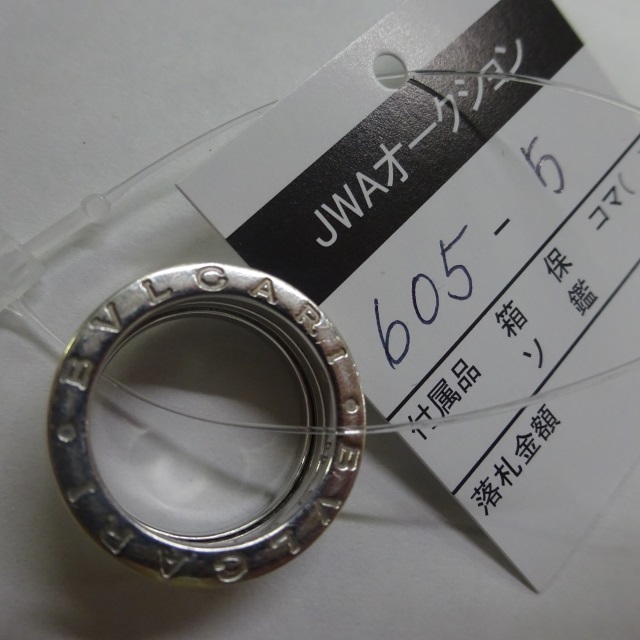 JWAオークション
605-5
付属品 箱 保 コマ(
ソ 鑑
落札金額
BVLGARI • BVLGARI •